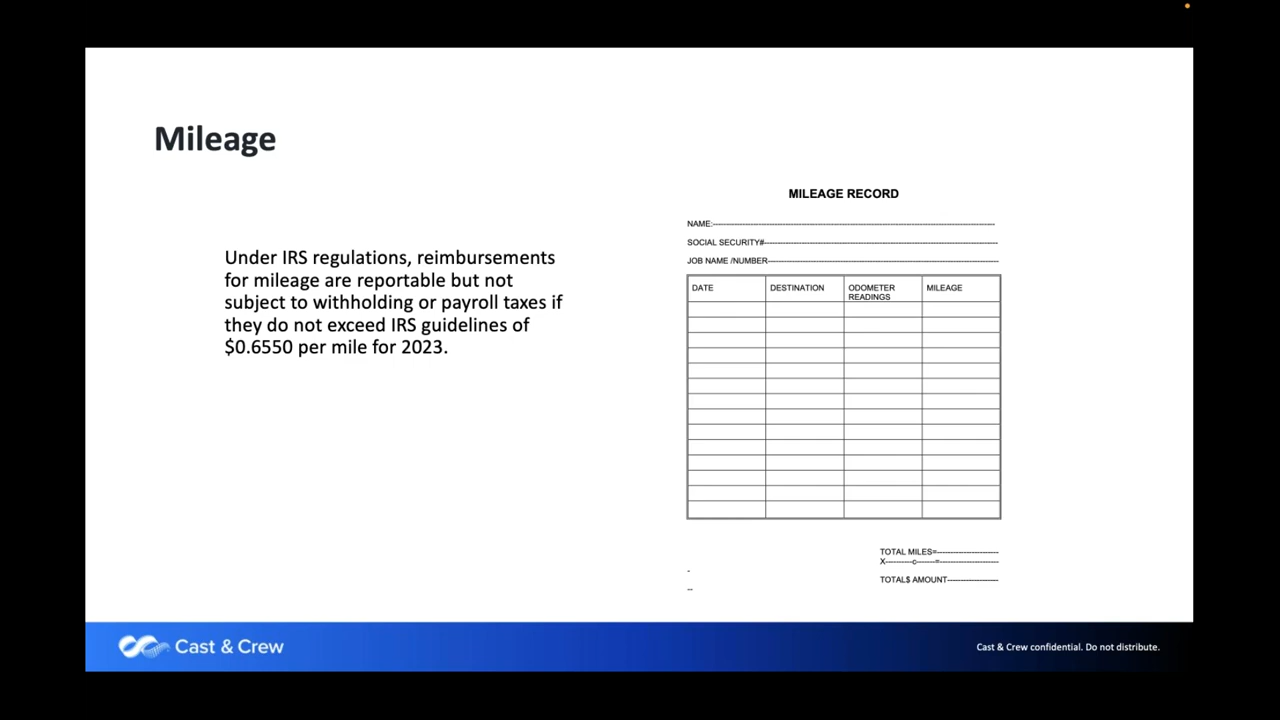 Mileage
Under IRS regulations, reimbursements
for mileage are reportable but not
subject to withholding or payroll taxes if
they do not exceed IRS guidelines of
$0.6550 per mile for 2023.
MILEAGE RECORD
NAME:------------------------------------------------------------
SOCIAL SECURITY#--------------------------------------------------
JOB NAME /NUMBER--------------------------------------------------
DATE DESTINATION ODOMETER READINGS MILEAGE
TOTAL MILES=----------------------
X----------c-------=---------------------
TOTAL$ AMOUNT------------------
-
--
Cast & Crew
Cast & Crew confidential. Do not distribute.